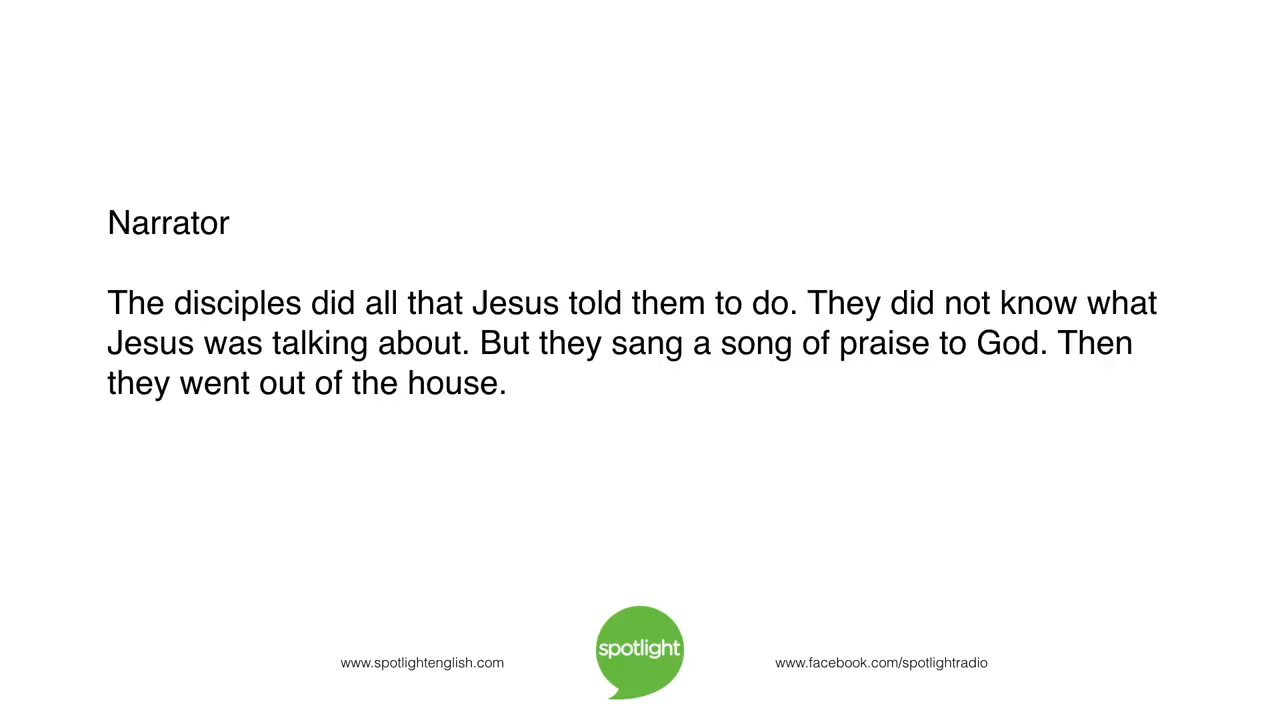 Narrator
The disciples did all that Jesus told them to do. They did not know what
Jesus was talking about. But they sang a song of praise to God. Then
they went out of the house.
spotlight
www.spotlightenglish.com
www.facebook.com/spotlightradio